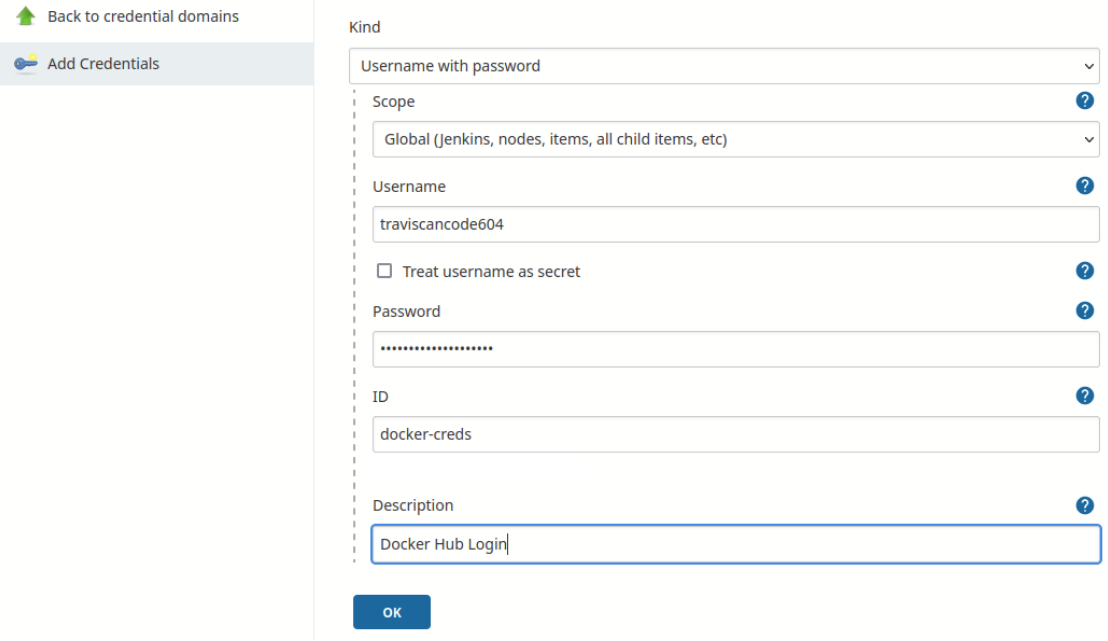 Back to credential domains
Add Credentials
Kind
Username with password
Scope
?
Global (Jenkins, nodes, items, all child items, etc)
Username
?
traviscancode604
Treat username as secret
?
Password
?
••••••••••••••••••••
ID
?
docker-creds
Description
?
Docker Hub Login
OK